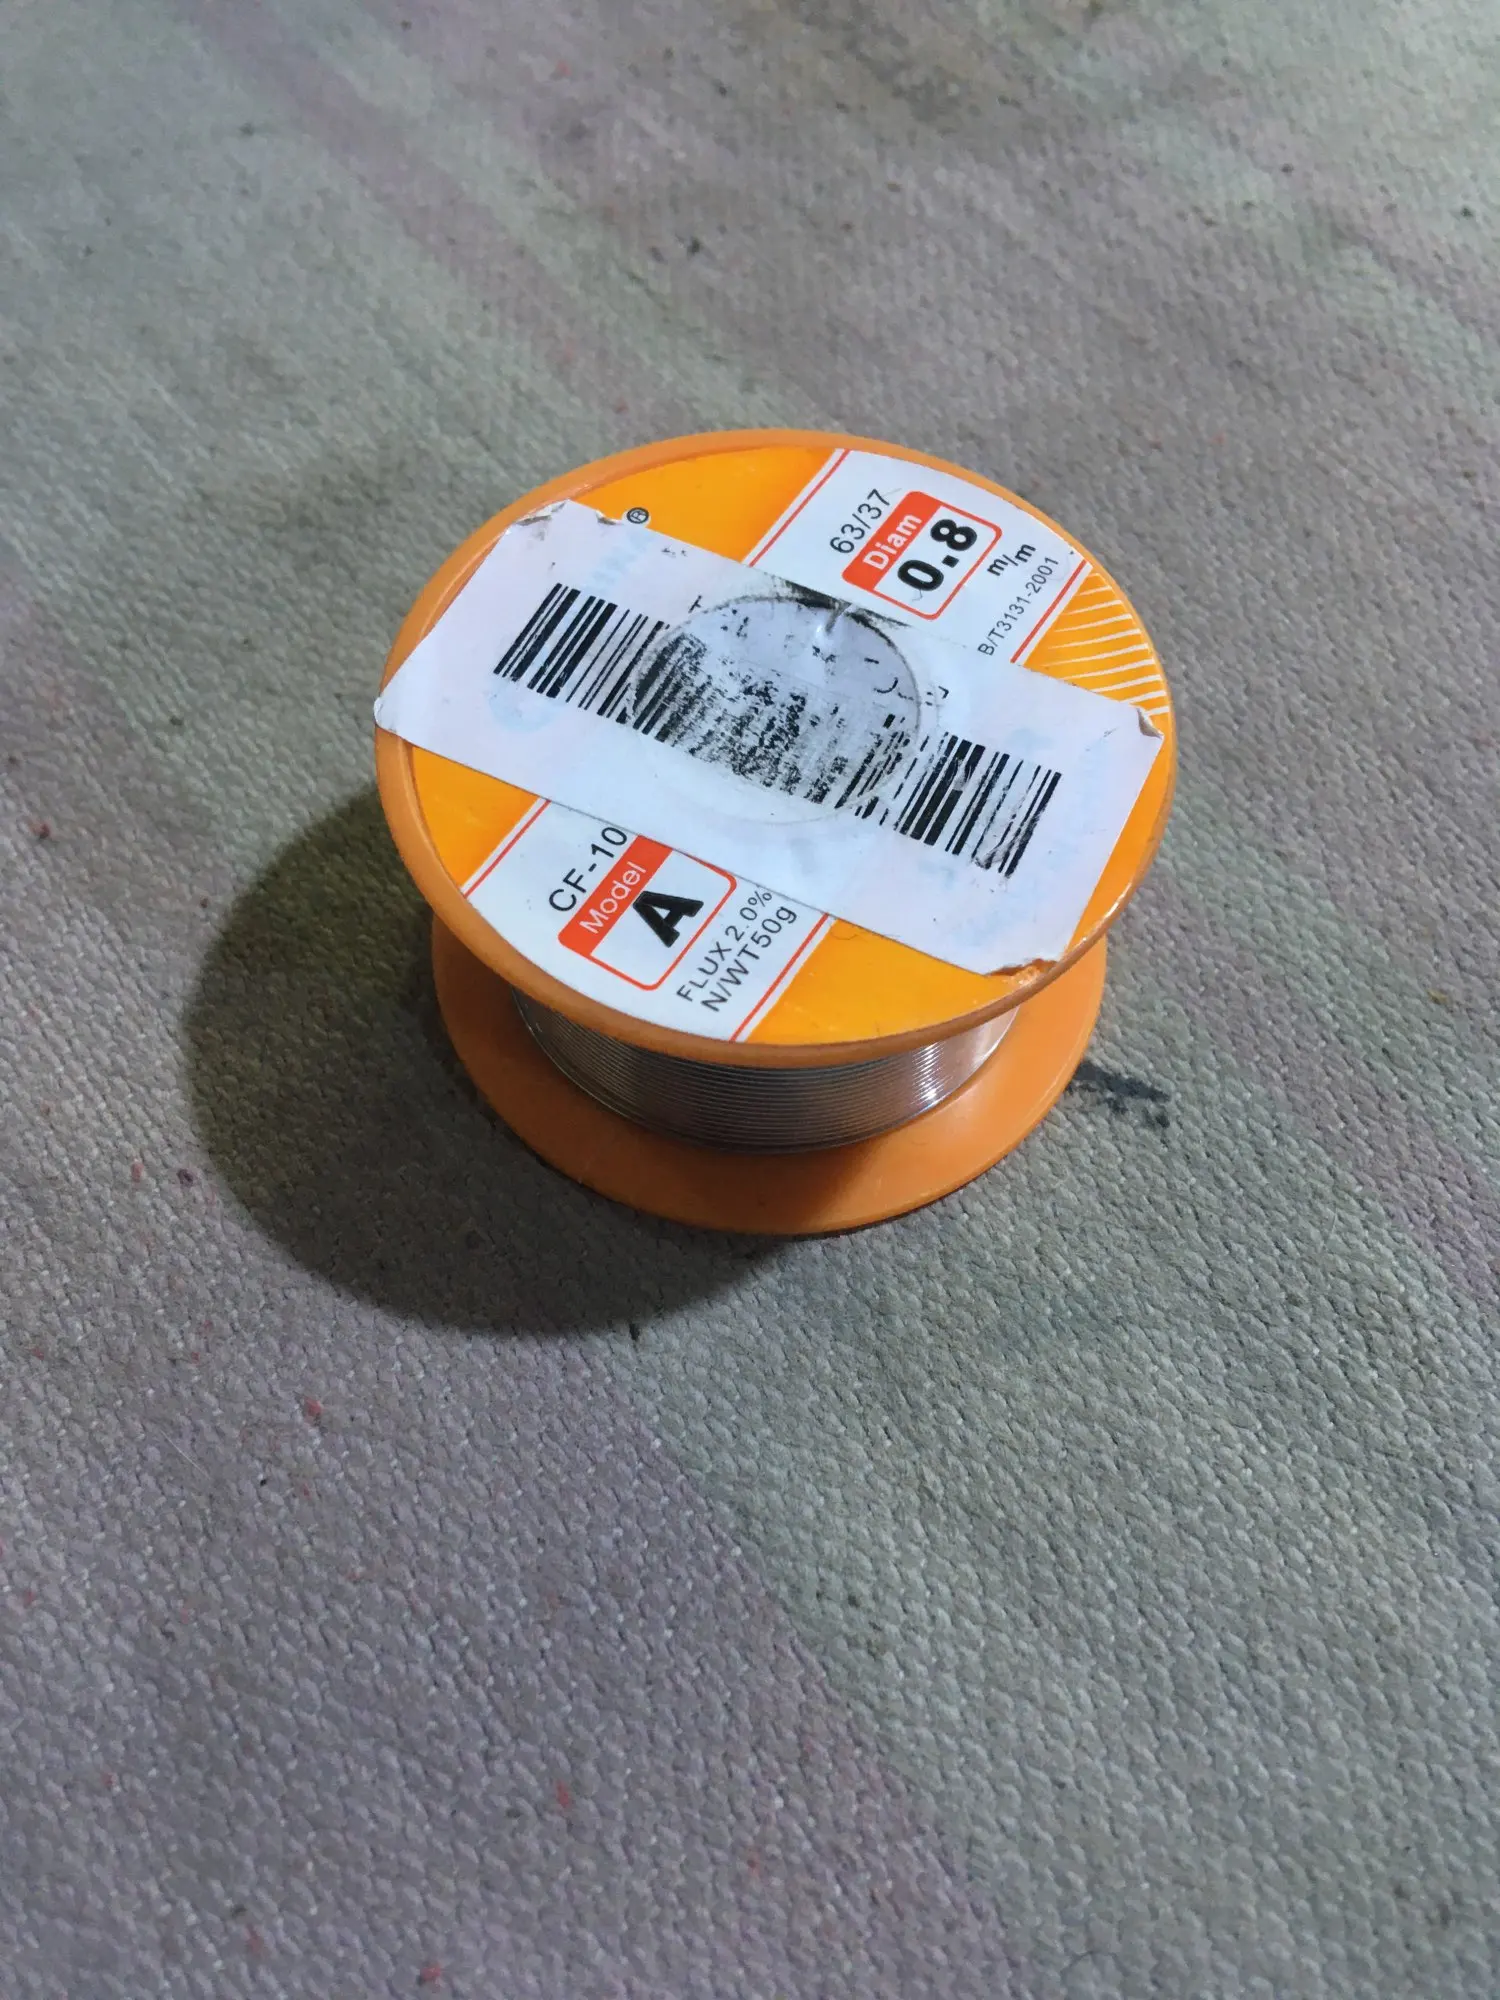 ®
63/37
Diam
0.8
m/m
B/T3131-2001
CF-10
Model
A
FLUX 2.0%
N/WT50g